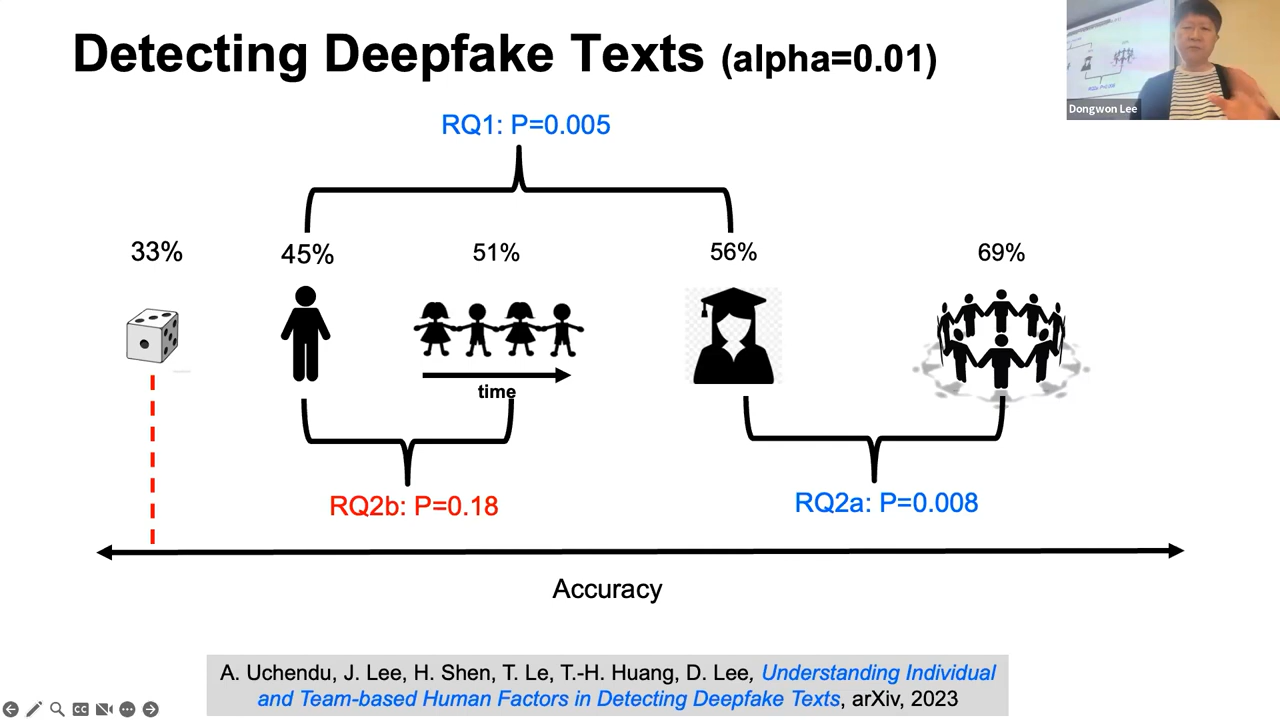 Detecting Deepfake Texts (alpha=0.01)
Dongwon Lee
RQ1: P=0.005
33%
45%
51%
56%
69%
time
RQ2b: P=0.18
RQ2a: P=0.008
Accuracy
A. Uchendu, J. Lee, H. Shen, T. Le, T.-H. Huang, D. Lee, Understanding Individual
and Team-based Human Factors in Detecting Deepfake Texts, arXiv, 2023
CC